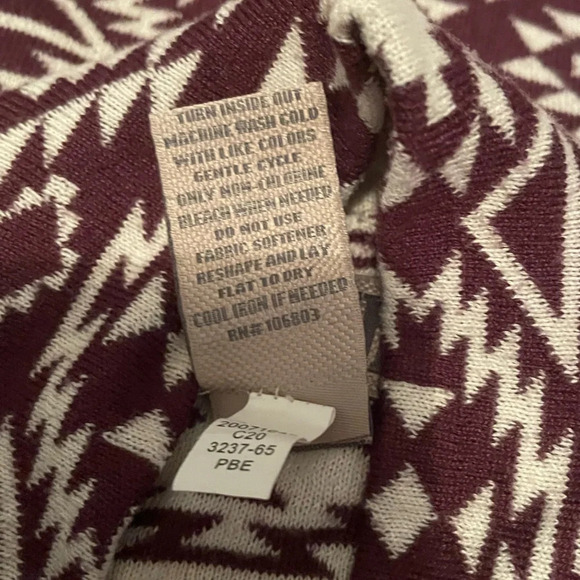 TURN INSIDE OUT
MACHINE WASH COLD
WITH LIKE COLORS
GENTLE CYCLE
ONLY NON-CHLORINE
BLEACH WHEN NEEDED
DO NOT USE
FABRIC SOFTENER
RESHAPE AND LAY
FLAT TO DRY
COOL IRON IF NEEDED
RN# 106803
C20
3237-65
PBE